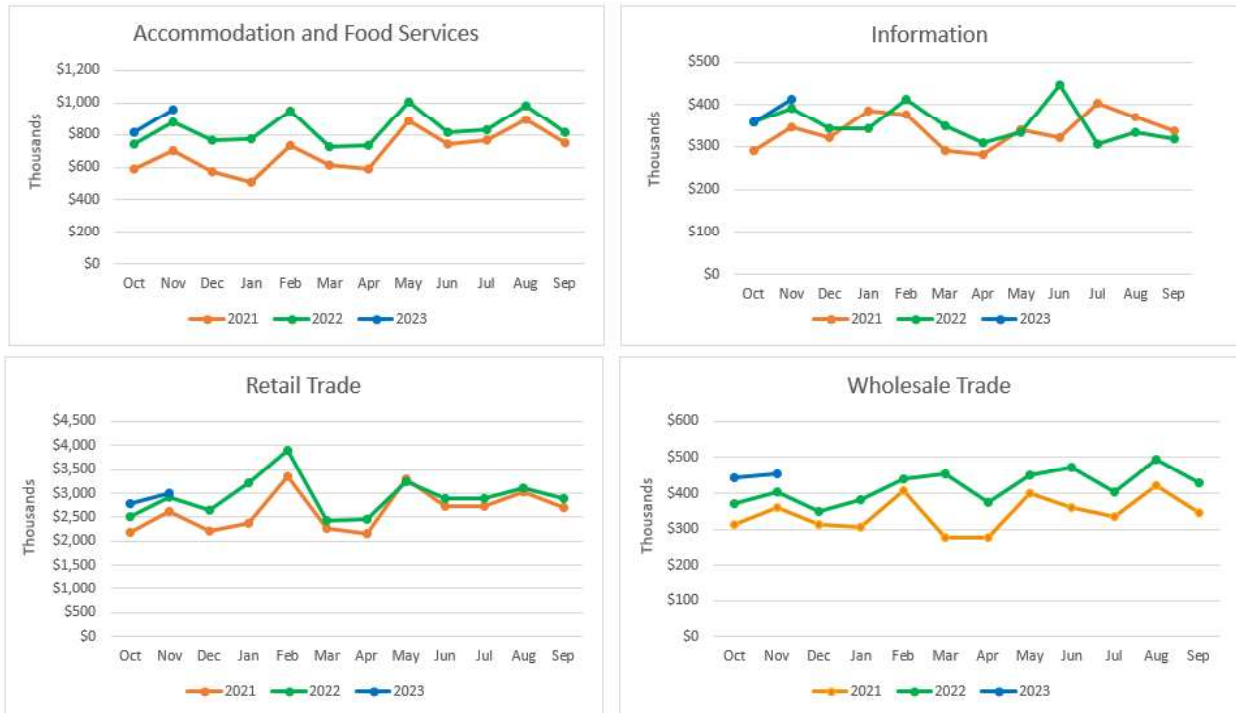 Accommodation and Food Services
Thousands
$1,200
$1,000
$800
$600
$400
$200
$0
Oct Nov Dec Jan Feb Mar Apr May Jun Jul Aug Sep
2021 2022 2023
Information
Thousands
$500
$400
$300
$200
$100
$0
Oct Nov Dec Jan Feb Mar Apr May Jun Jul Aug Sep
2021 2022 2023
Retail Trade
Thousands
$4,500
$4,000
$3,500
$3,000
$2,500
$2,000
$1,500
$1,000
$500
$0
Oct Nov Dec Jan Feb Mar Apr May Jun Jul Aug Sep
2021 2022 2023
Wholesale Trade
Thousands
$600
$500
$400
$300
$200
$100
$0
Oct Nov Dec Jan Feb Mar Apr May Jun Jul Aug Sep
2021 2022 2023